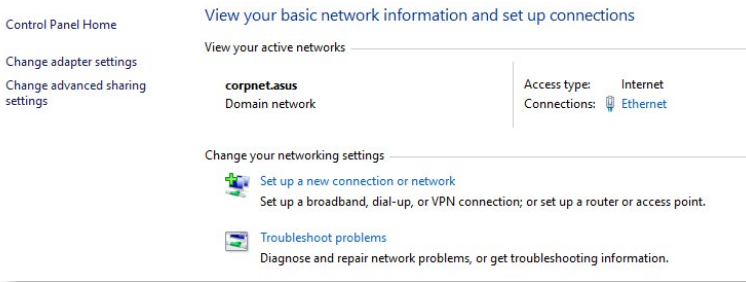 Control Panel Home
Change adapter settings
Change advanced sharing
settings
View your basic network information and set up connections
View your active networks
corpnet.asus
Domain network
Access type: Internet
Connections: Ethernet
Change your networking settings
Set up a new connection or network
Set up a broadband, dial-up, or VPN connection; or set up a router or access point.
Troubleshoot problems
Diagnose and repair network problems, or get troubleshooting information.